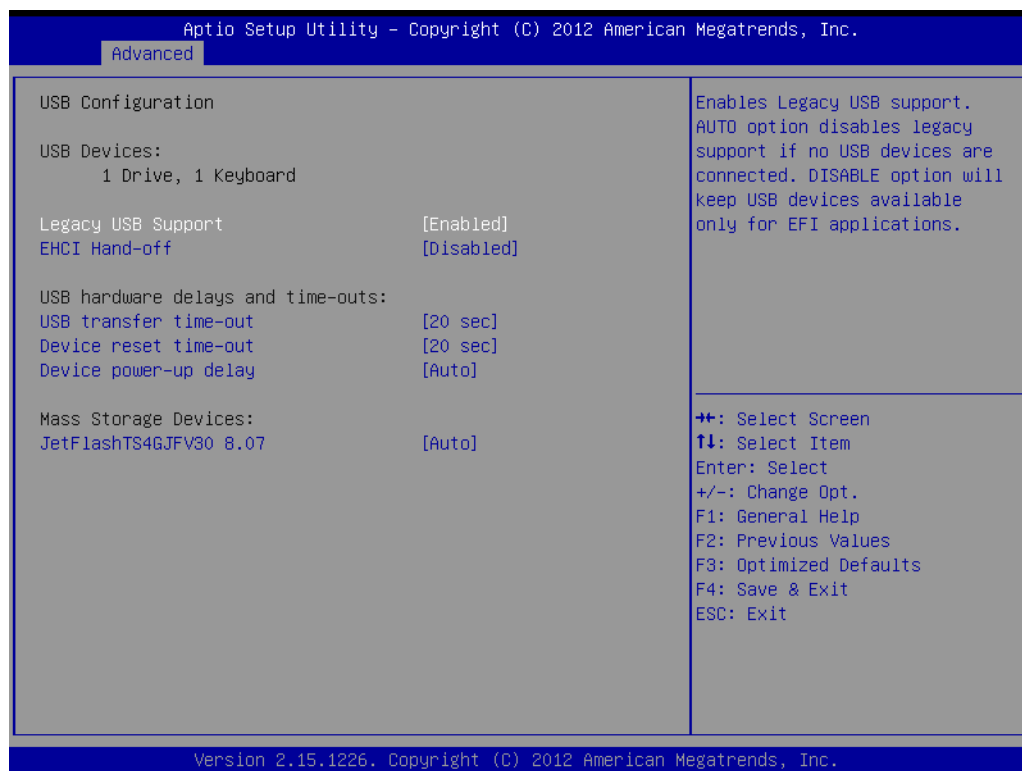 Aptio Setup Utility – Copyright (C) 2012 American Megatrends, Inc.
Advanced
USB Configuration
USB Devices:
1 Drive, 1 Keyboard
Legacy USB Support [Enabled]
EHCI Hand-off [Disabled]
USB hardware delays and time-outs:
USB transfer time-out [20 sec]
Device reset time-out [20 sec]
Device power-up delay [Auto]
Mass Storage Devices:
JetFlashTS4GJFV30 8.07 [Auto]
Enables Legacy USB support.
AUTO option disables legacy
support if no USB devices are
connected. DISABLE option will
keep USB devices available
only for EFI applications.
→←: Select Screen
↑↓: Select Item
Enter: Select
+/-: Change Opt.
F1: General Help
F2: Previous Values
F3: Optimized Defaults
F4: Save & Exit
ESC: Exit
Version 2.15.1226. Copyright (C) 2012 American Megatrends, Inc.